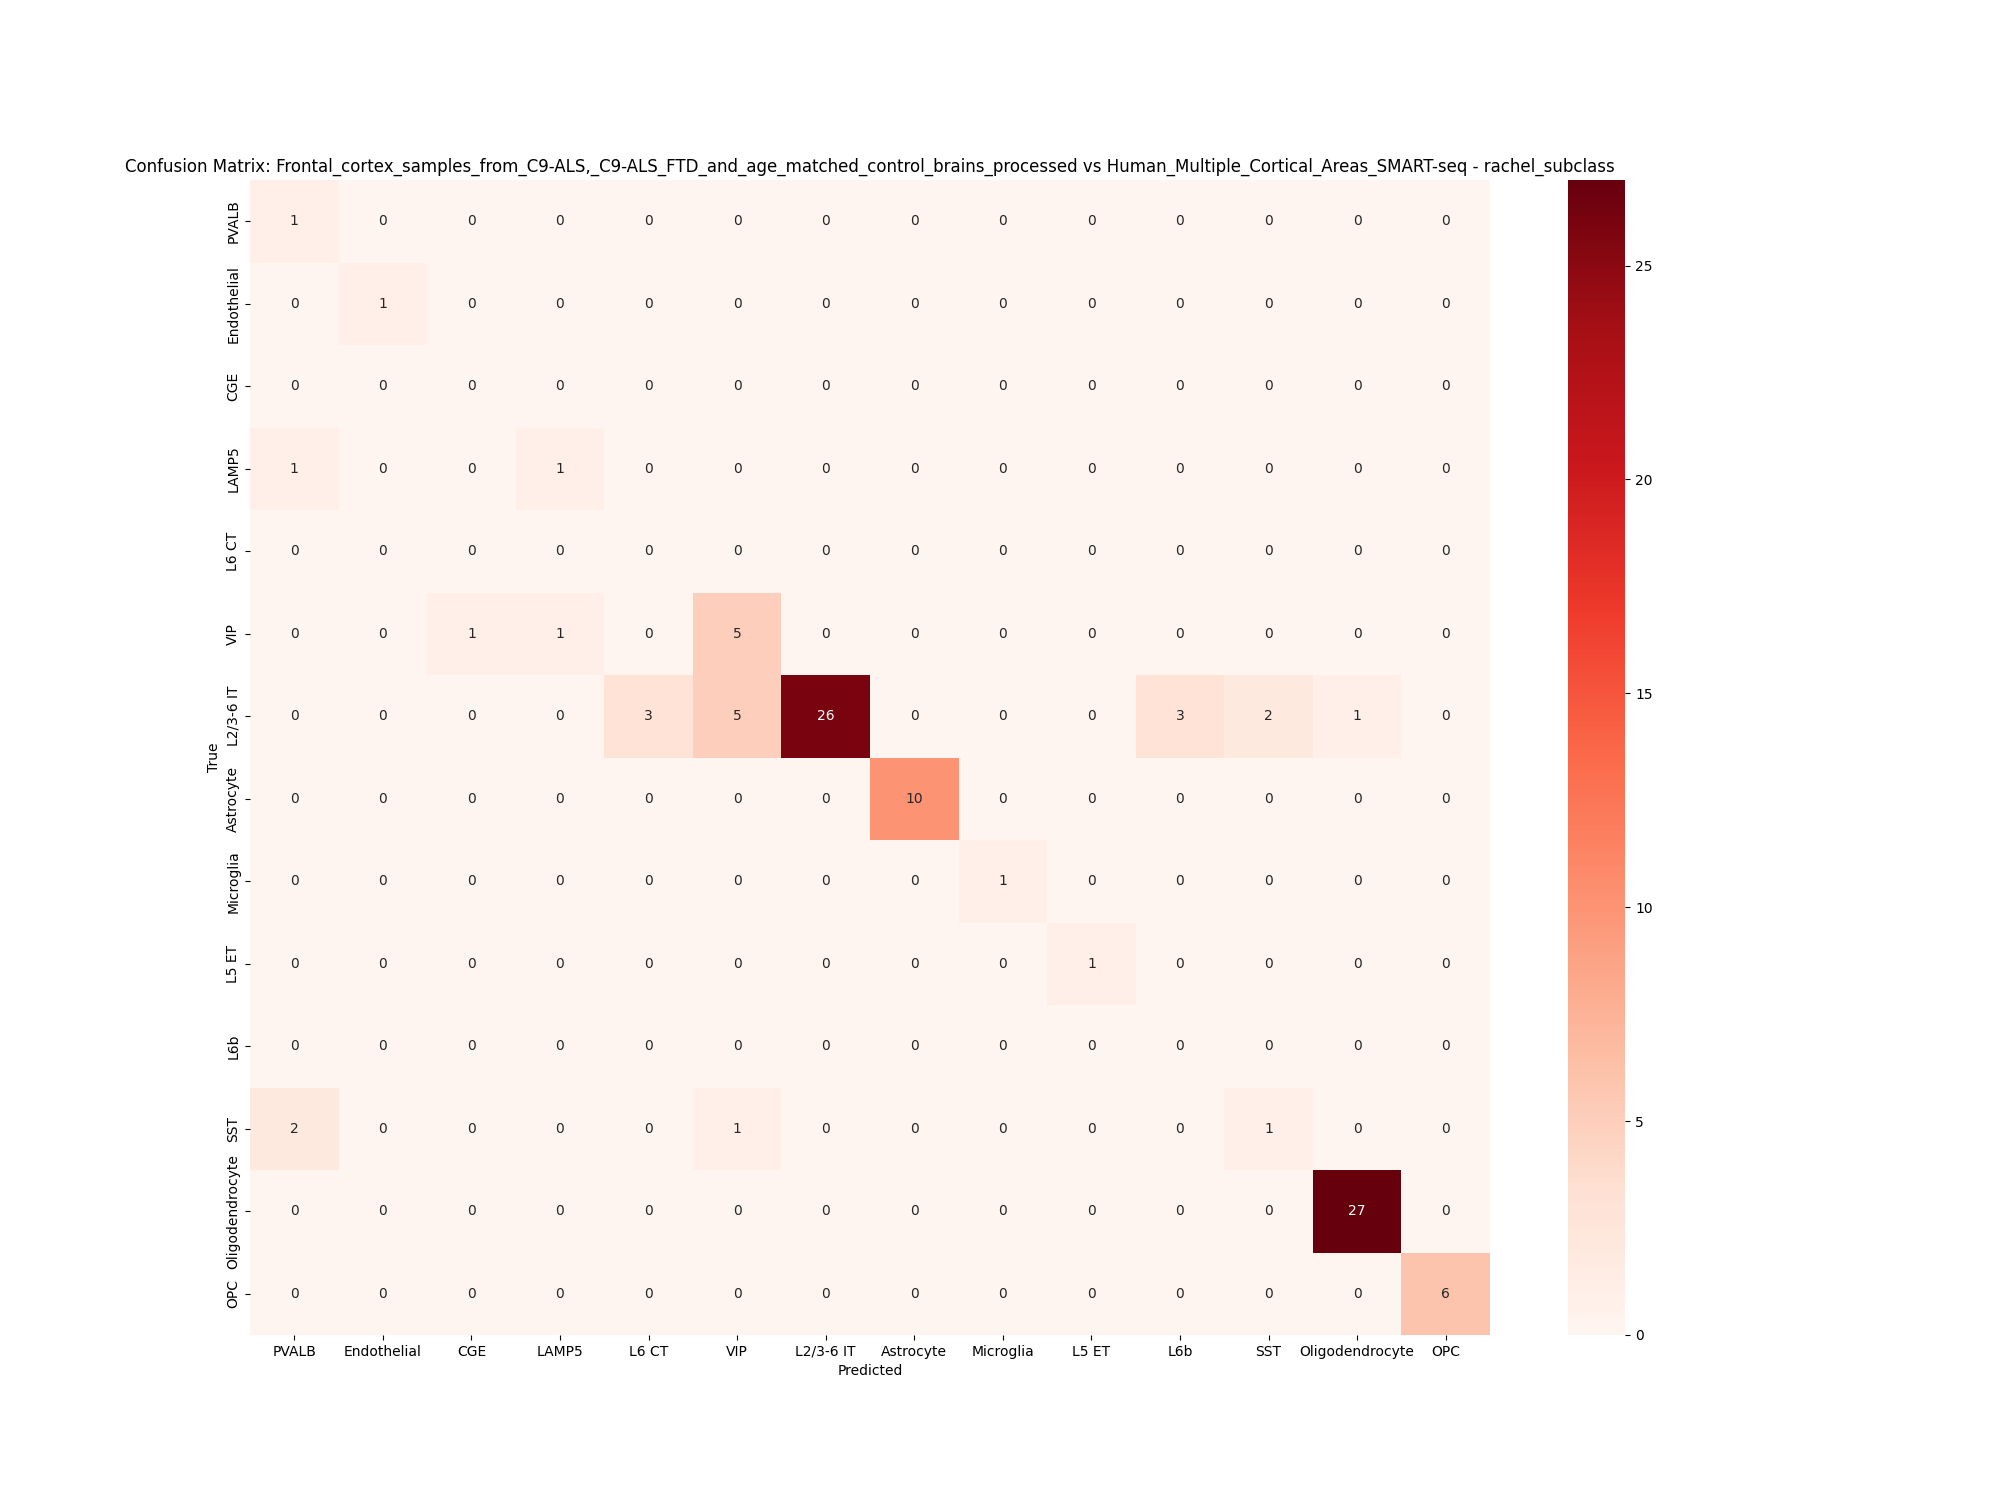 Confusion Matrix: Frontal_cortex_samples_from_C9-ALS,_C9-ALS_FTD_and_age_matched_control_brains_processed vs Human_Multiple_Cortical_Areas_SMART-seq - rachel_subclass
True
PVALB 1 0 0 0 0 0 0 0 0 0 0 0 0 0
Endothelial 0 1 0 0 0 0 0 0 0 0 0 0 0 0
CGE 0 0 0 0 0 0 0 0 0 0 0 0 0 0
LAMP5 1 0 0 1 0 0 0 0 0 0 0 0 0 0
L6 CT 0 0 0 0 0 0 0 0 0 0 0 0 0 0
VIP 0 0 1 1 0 5 0 0 0 0 0 0 0 0
L2/3-6 IT 0 0 0 0 3 5 26 0 0 0 3 2 1 0
Astrocyte 0 0 0 0 0 0 0 10 0 0 0 0 0 0
Microglia 0 0 0 0 0 0 0 0 1 0 0 0 0 0
L5 ET 0 0 0 0 0 0 0 0 0 1 0 0 0 0
L6b 0 0 0 0 0 0 0 0 0 0 0 0 0 0
SST 2 0 0 0 0 1 0 0 0 0 0 1 0 0
Oligodendrocyte 0 0 0 0 0 0 0 0 0 0 0 0 27 0
OPC 0 0 0 0 0 0 0 0 0 0 0 0 0 6
PVALB Endothelial CGE LAMP5 L6 CT VIP L2/3-6 IT Astrocyte Microglia L5 ET L6b SST Oligodendrocyte OPC
Predicted
25
20
15
10
5
0